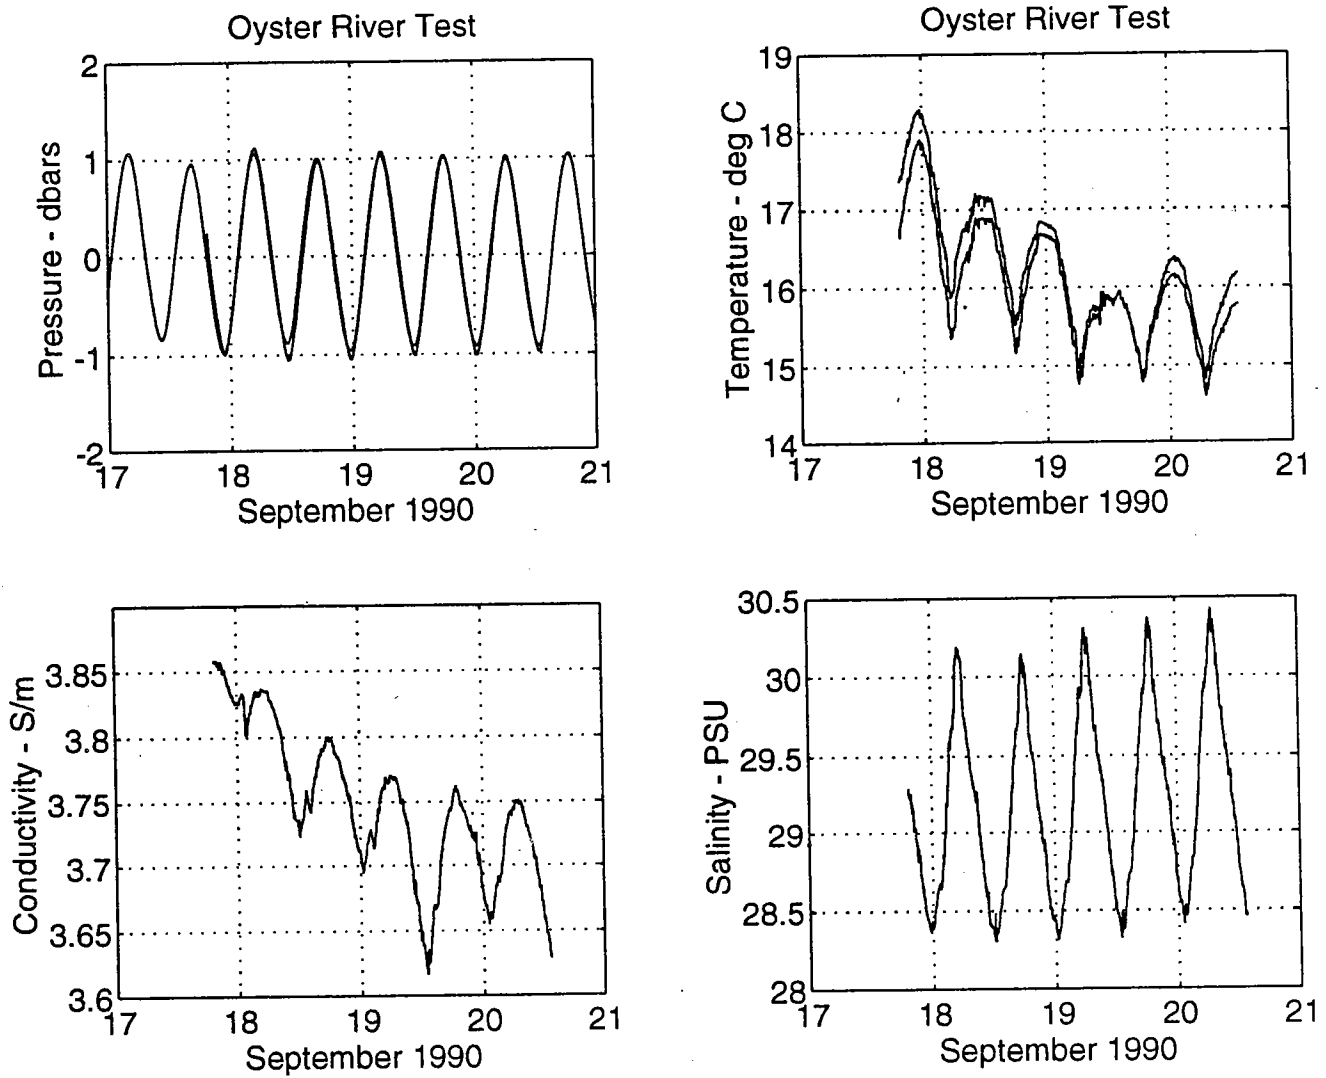 Oyster River Test
Pressure - dbars
2
1
0
-1
-2
17 18 19 20 21
September 1990
Oyster River Test
Temperature - deg C
19
18
17
16
15
14
17 18 19 20 21
September 1990
Conductivity - S/m
3.85
3.8
3.75
3.7
3.65
3.6
17 18 19 20 21
September 1990
Salinity - PSU
30.5
30
29.5
29
28.5
28
17 18 19 20 21
September 1990